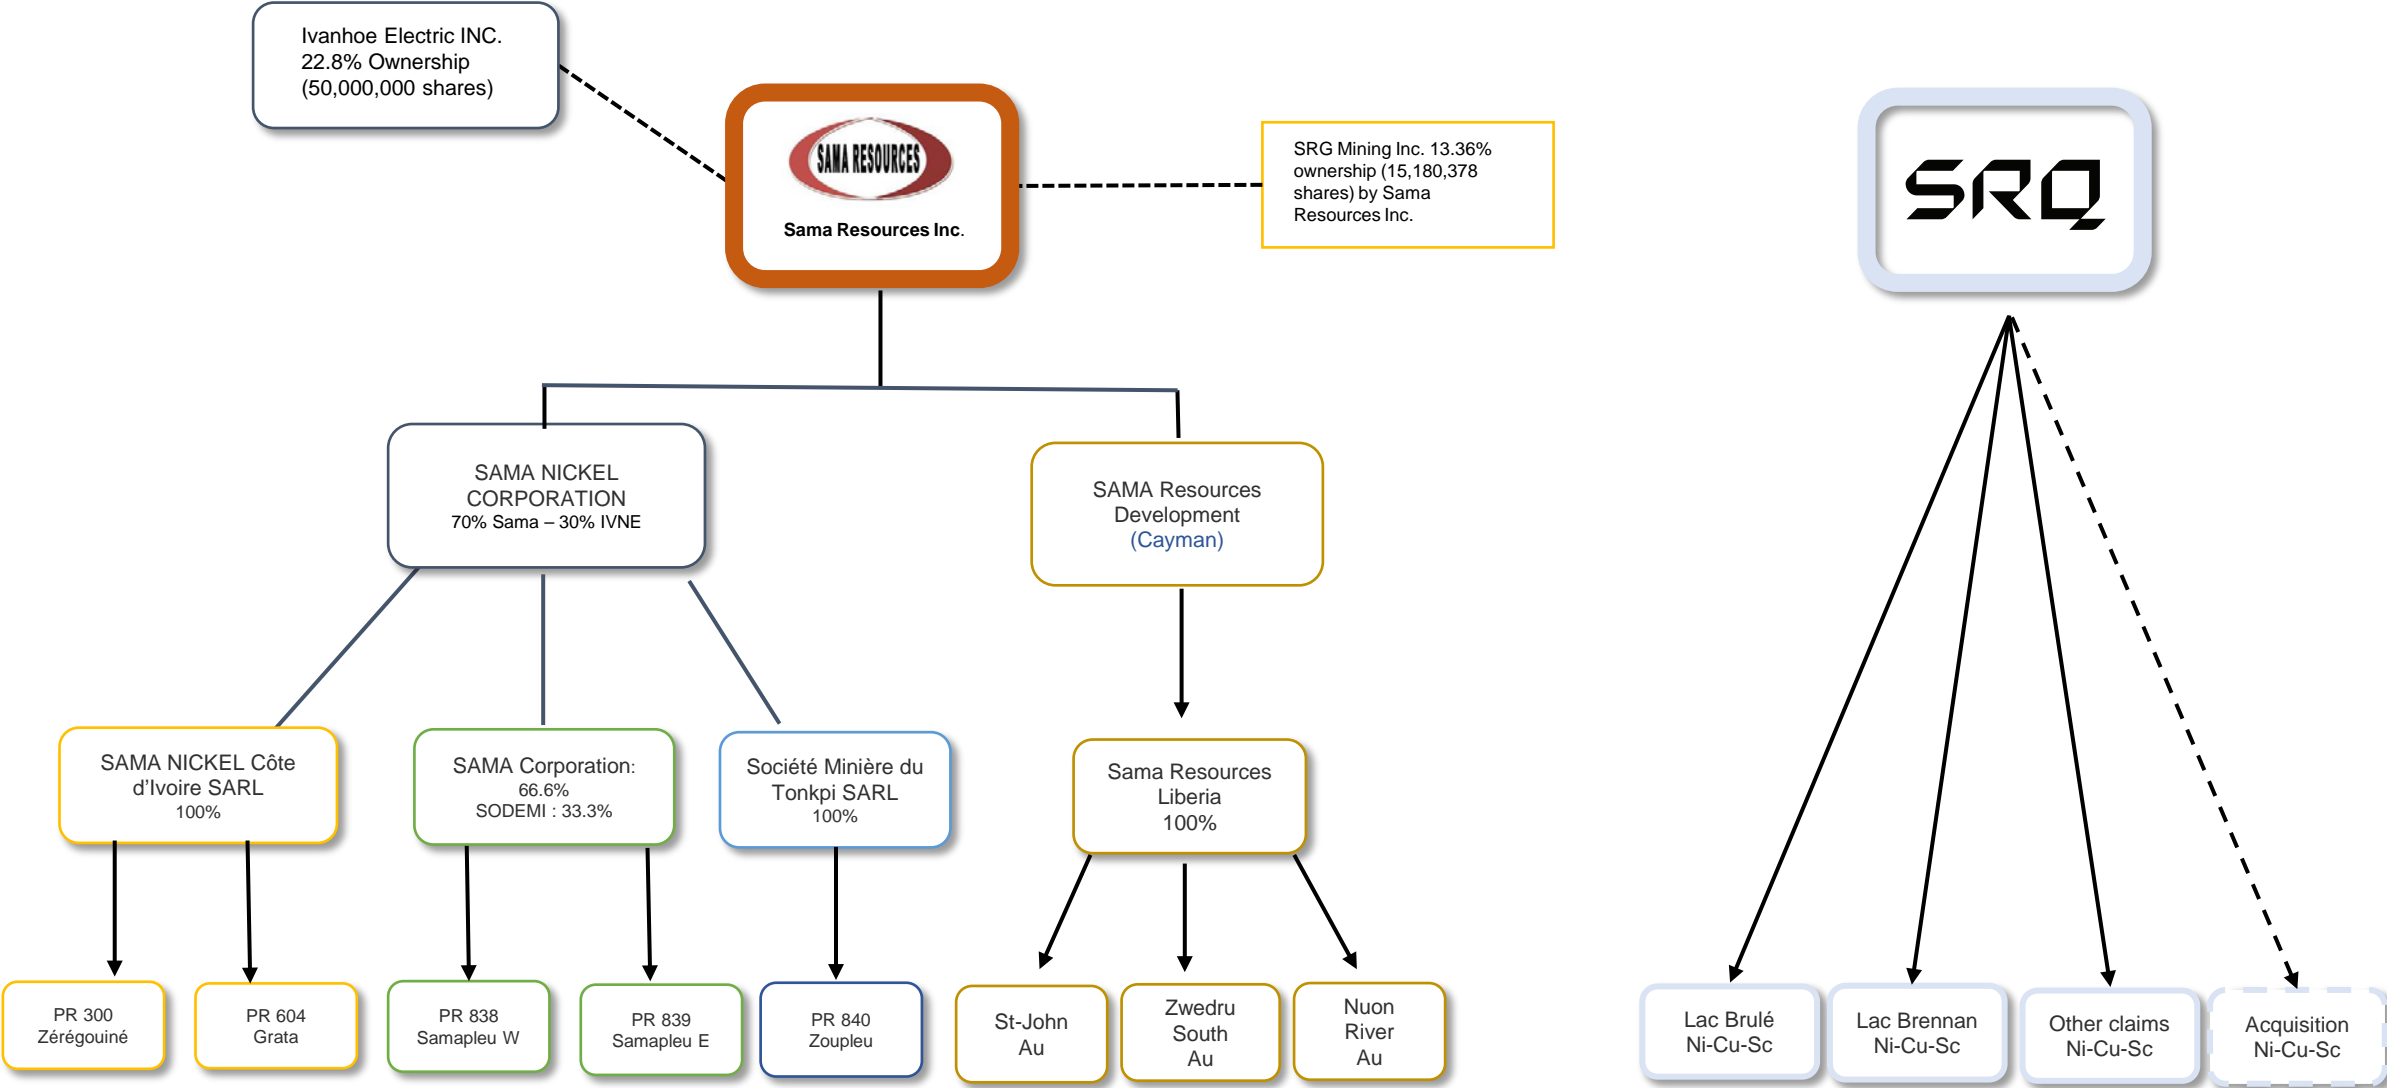 Ivanhoe Electric INC.
22.8% Ownership
(50,000,000 shares)
SAMA RESOURCES
Sama Resources Inc.
SRG Mining Inc. 13.36%
ownership (15,180,378
shares) by Sama
Resources Inc.
SRQ
SAMA NICKEL
CORPORATION
70% Sama – 30% IVNE
SAMA Resources
Development
(Cayman)
SAMA NICKEL Côte
d’Ivoire SARL
100%
SAMA Corporation:
66.6%
SODEMI : 33.3%
Société Minière du
Tonkpi SARL
100%
Sama Resources
Liberia
100%
PR 300
Zérégouiné
PR 604
Grata
PR 838
Samapleu W
PR 839
Samapleu E
PR 840
Zoupleu
St-John
Au
Zwedru
South
Au
Nuon
River
Au
Lac Brulé
Ni-Cu-Sc
Lac Brennan
Ni-Cu-Sc
Other claims
Ni-Cu-Sc
Acquisition
Ni-Cu-Sc